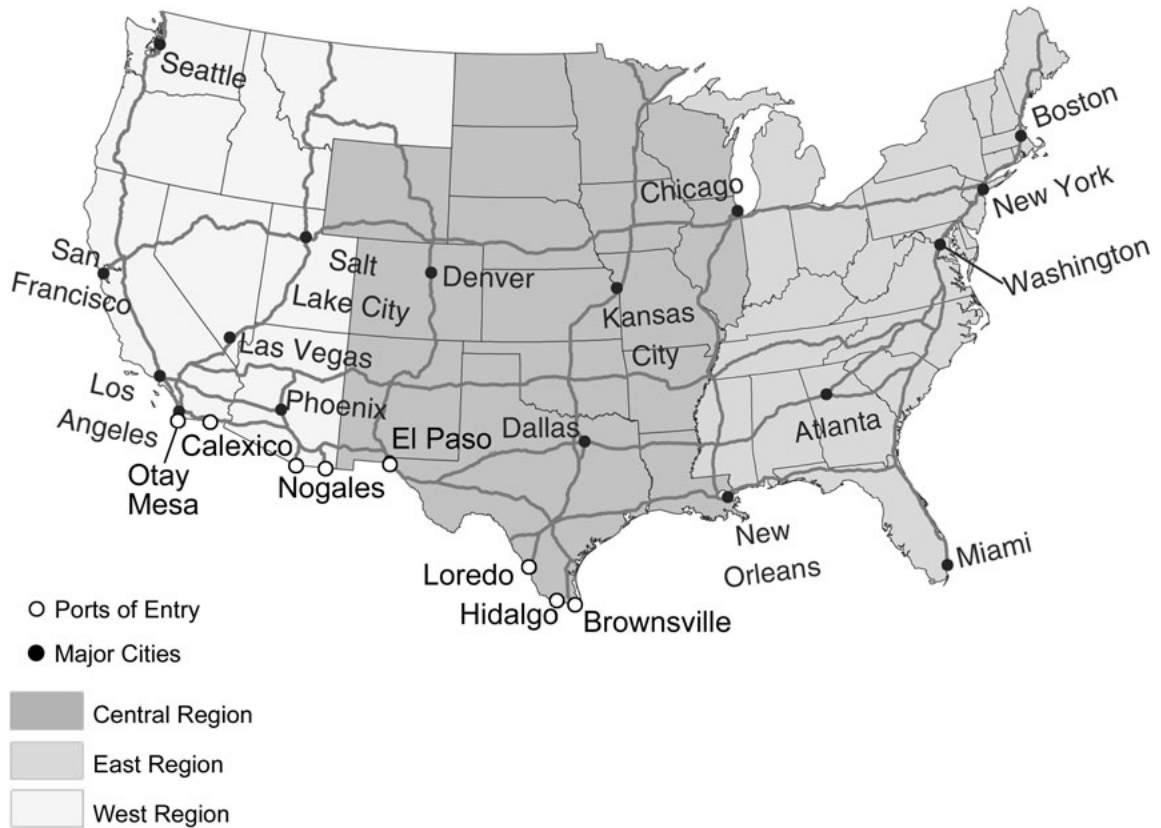 Seattle
Boston
Chicago
New York
San
Francisco
Salt
Lake City
Denver
Washington
Kansas
City
Las Vegas
Los
Angeles
Phoenix
Dallas
Atlanta
El Paso
Calexico
Otay
Mesa
Nogales
New
Orleans
Miami
Loredo
Hidalgo
Brownsville
Ports of Entry
Major Cities
Central Region
East Region
West Region